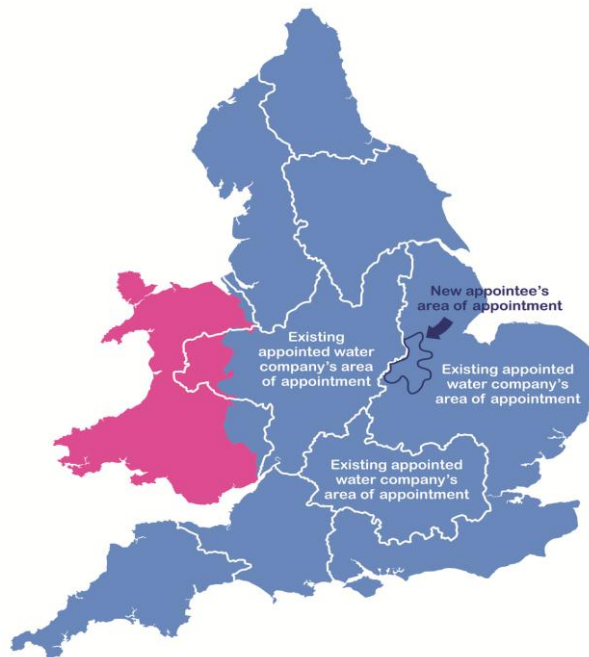 New appointee's
area of appointment
Existing
appointed water
company's area
of appointment
Existing appointed
water company's
area of appointment
Existing appointed
water company's
area of appointment